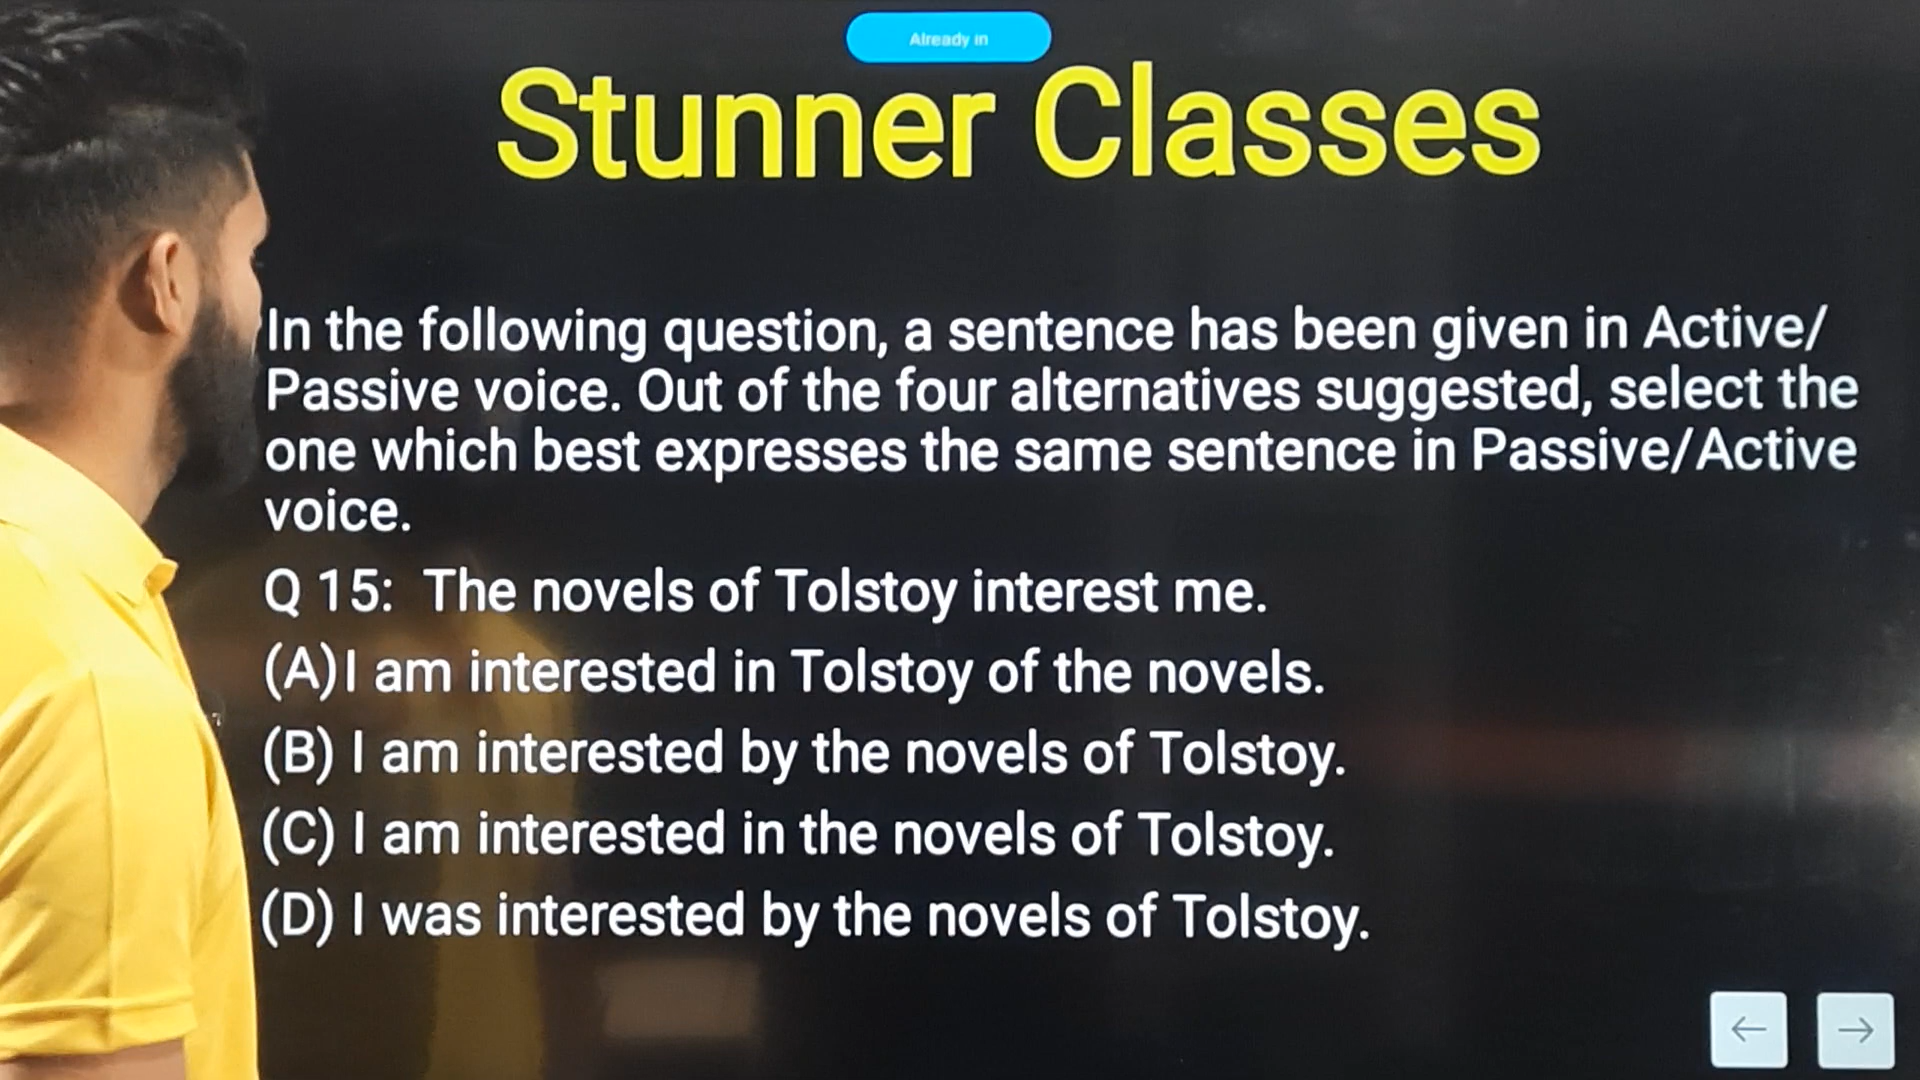 Already in
Stunner Classes
In the following question, a sentence has been given in Active/
Passive voice. Out of the four alternatives suggested, select the
one which best expresses the same sentence in Passive/Active
voice.
Q 15: The novels of Tolstoy interest me.
(A)I am interested in Tolstoy of the novels.
(B) I am interested by the novels of Tolstoy.
(C) I am interested in the novels of Tolstoy.
(D) I was interested by the novels of Tolstoy.
← →